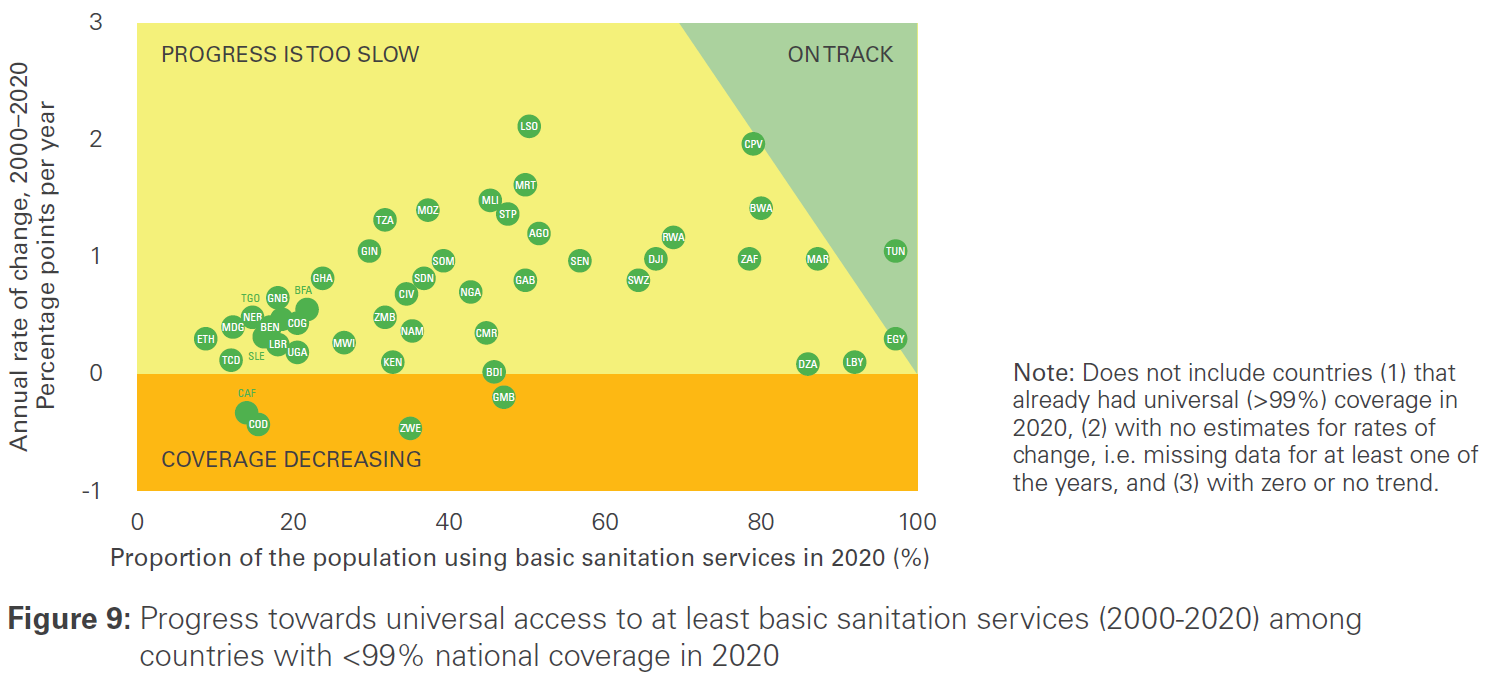 3
2
1
0
-1
Annual rate of change, 2000–2020
Percentage points per year
PROGRESS IS TOO SLOW
ON TRACK
LSO
CPV
MRT
MLI
STP
MOZ
TZA
BWA
AGO
RWA
GIN
TUN
SOM
SEN
DJI
ZAF
MAR
GHA
SDN
GAB
SWZ
CIV
NGA
TGO
GNB
BFA
NER
BEN
COG
ZMB
MDG
NAM
CMR
ETH
LBR
MWI
EGY
SLE
UGA
TCD
KEN
DZA
LBY
BDI
GMB
CAF
COD
ZWE
COVERAGE DECREASING
0
20
40
60
80
100
Proportion of the population using basic sanitation services in 2020 (%)
Note: Does not include countries (1) that
already had universal (>99%) coverage in
2020, (2) with no estimates for rates of
change, i.e. missing data for at least one of
the years, and (3) with zero or no trend.
Figure 9: Progress towards universal access to at least basic sanitation services (2000-2020) among
countries with <99% national coverage in 2020